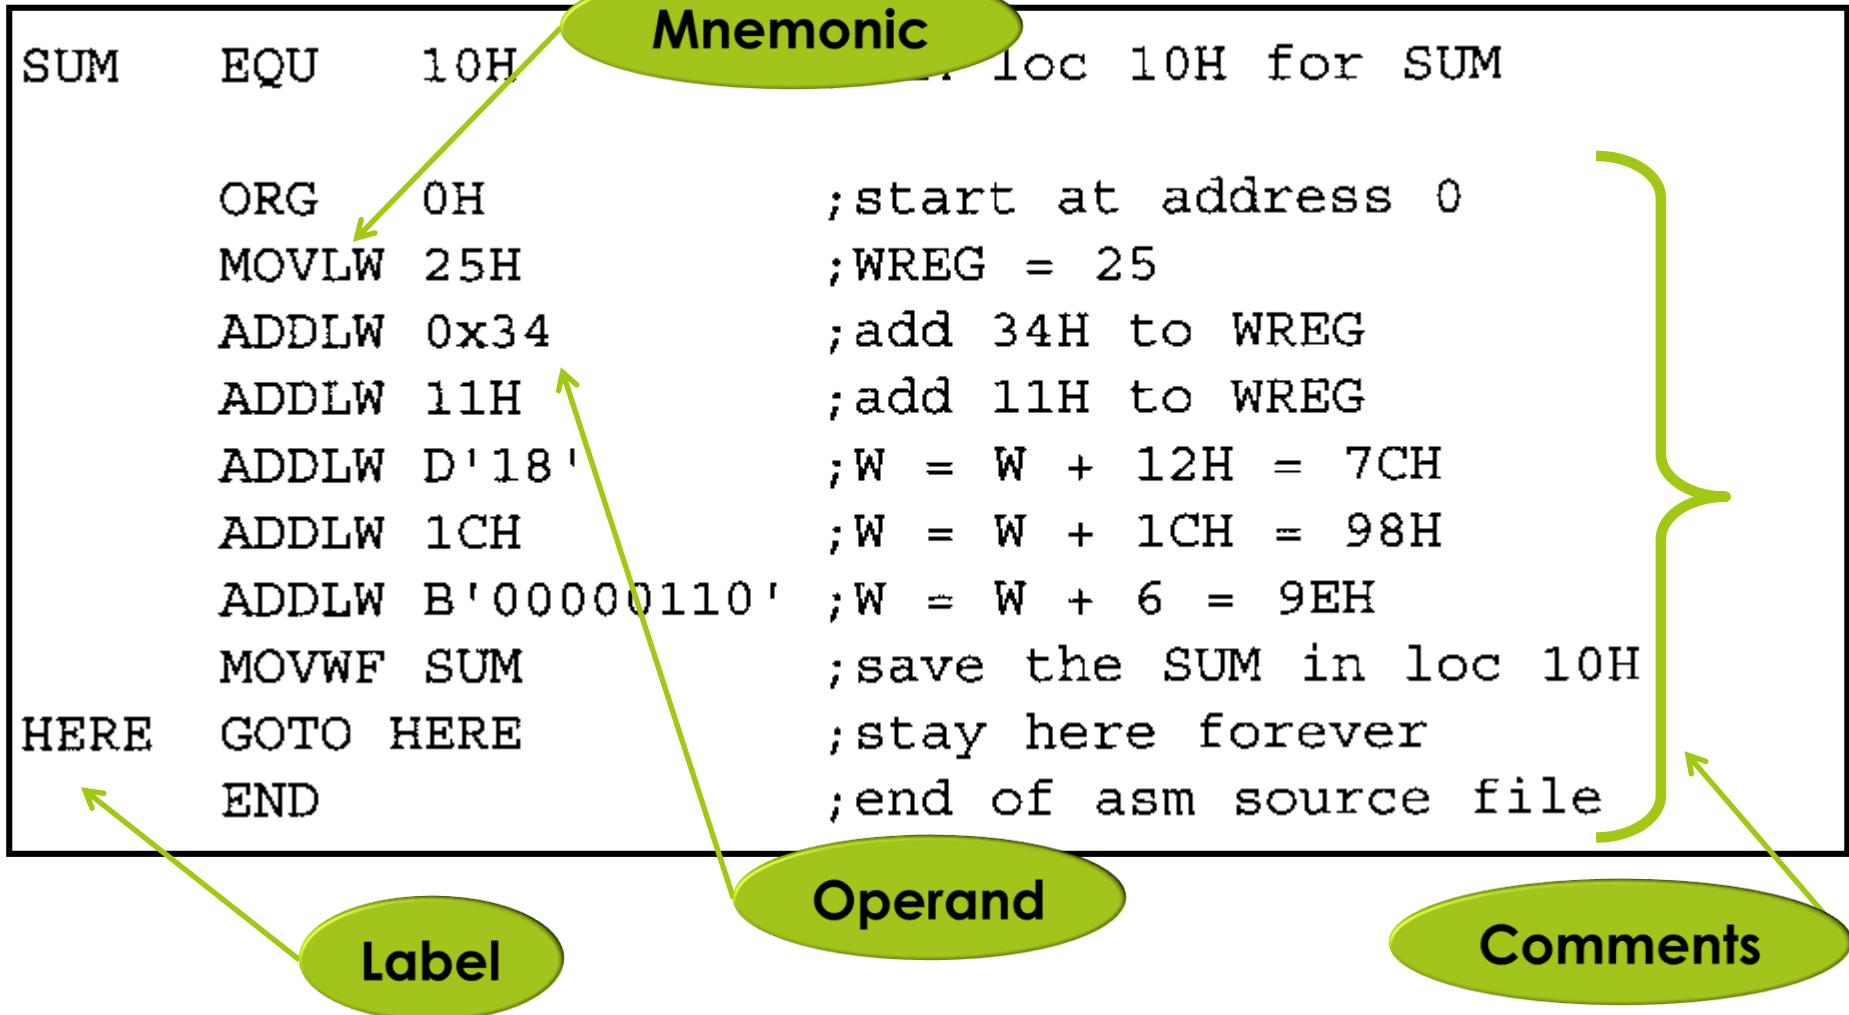 Mnemonic
SUM EQU 10H loc 10H for SUM
ORG 0H ;start at address 0
MOVLW 25H ;WREG = 25
ADDLW 0x34 ;add 34H to WREG
ADDLW 11H ;add 11H to WREG
ADDLW D'18' ;W = W + 12H = 7CH
ADDLW 1CH ;W = W + 1CH = 98H
ADDLW B'00000110' ;W = W + 6 = 9EH
MOVWF SUM ;save the SUM in loc 10H
HERE GOTO HERE ;stay here forever
END ;end of asm source file
Operand
Label
Comments